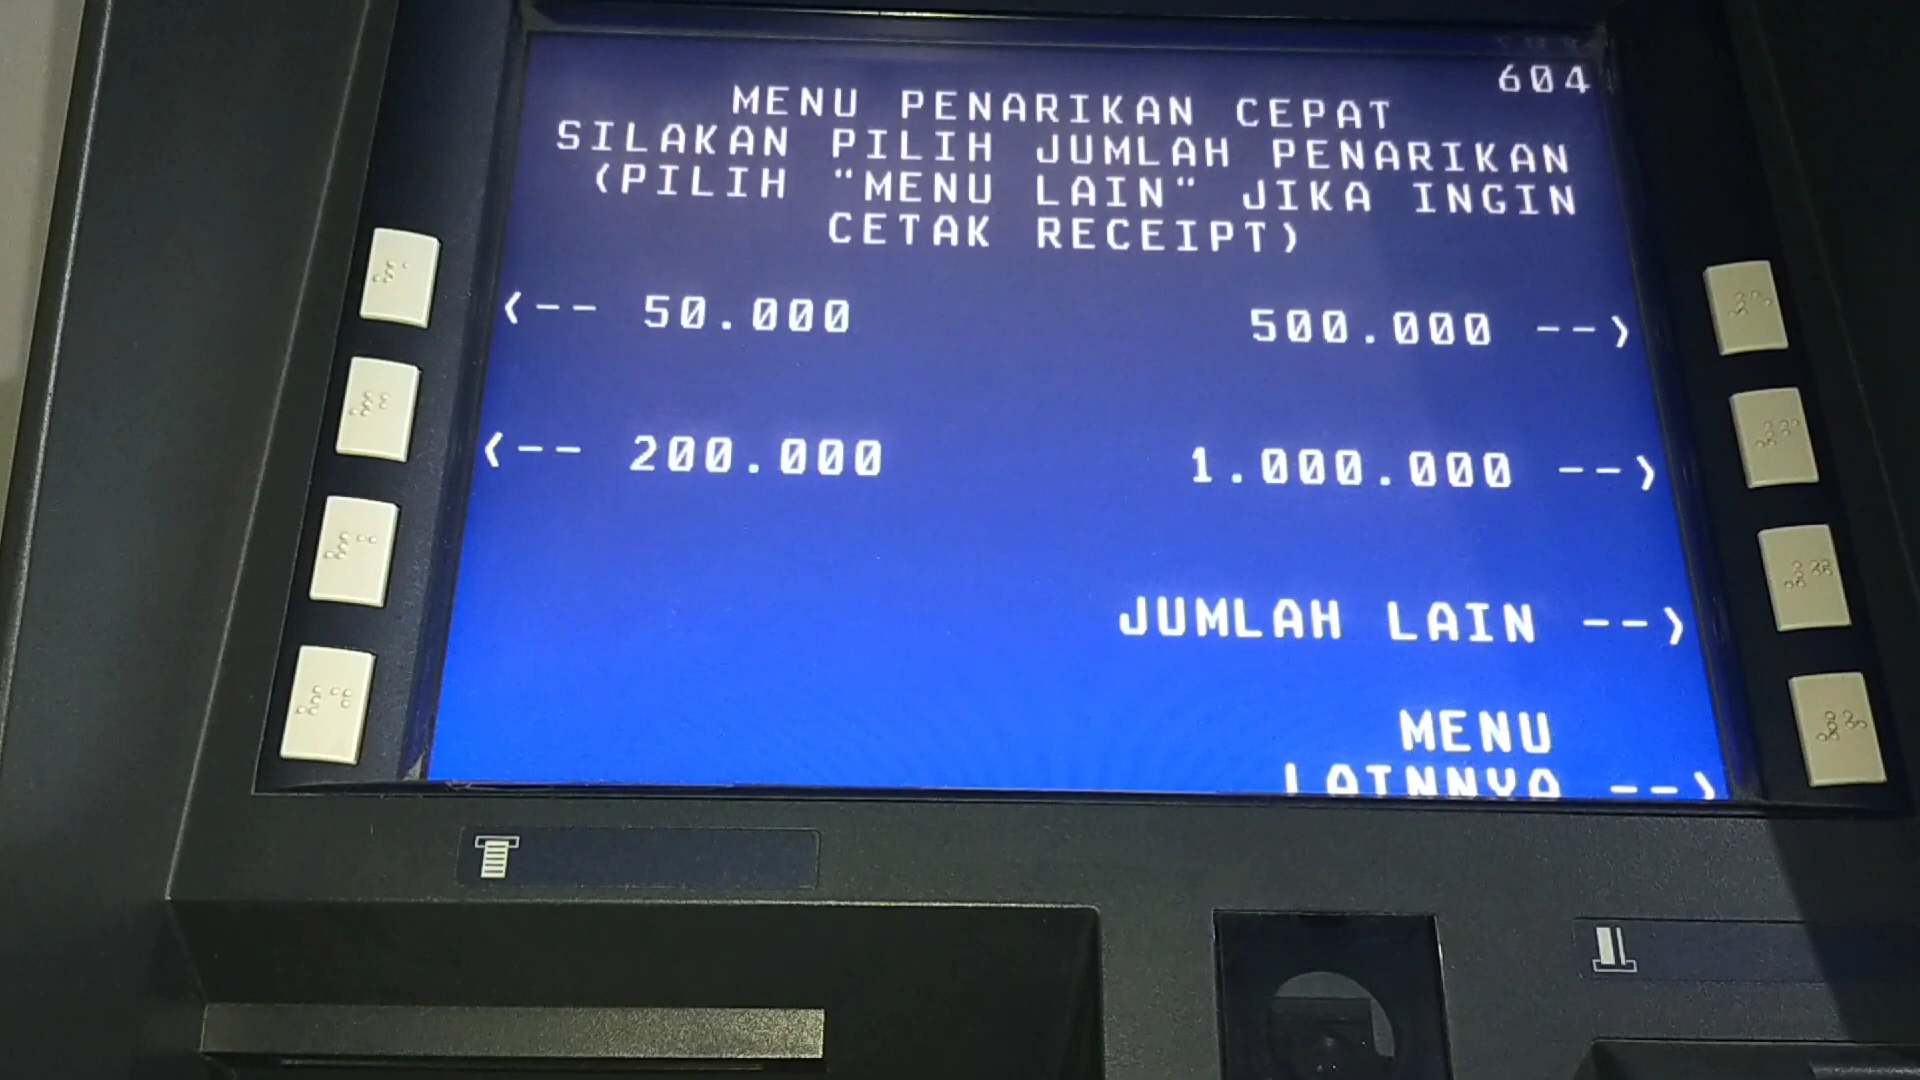 604
MENU PENARIKAN CEPAT
SILAKAN PILIH JUMLAH PENARIKAN
(PILIH "MENU LAIN" JIKA INGIN
CETAK RECEIPT)
<-- 50.000
500.000 -->
<-- 200.000
1.000.000 -->
JUMLAH LAIN -->
MENU
LAINNYA -->